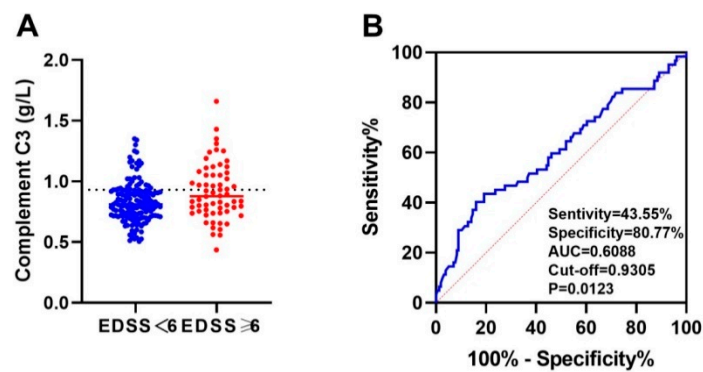 A
Complement C3 (g/L)
2.0
1.5
1.0
0.5
0.0
EDSS<6 EDSS⩾6
B
Sensitivity%
100
80
60
40
20
0
Sentivity=43.55%
Specificity=80.77%
AUC=0.6088
Cut-off=0.9305
P=0.0123
0 20 40 60 80 100
100% - Specificity%